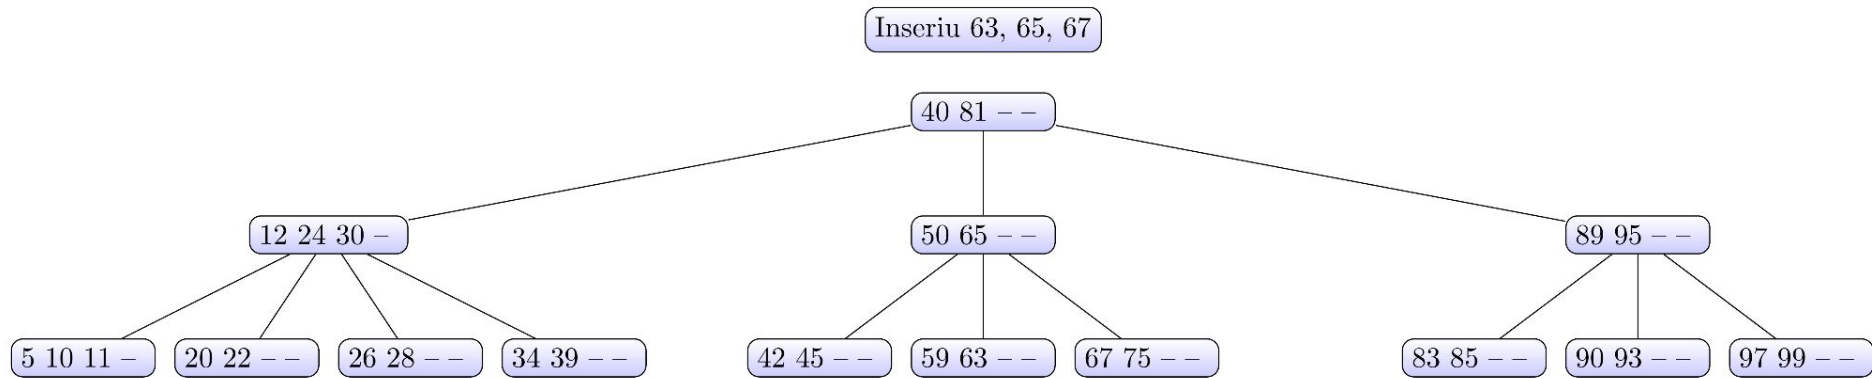 Inseriu 63, 65, 67
40 81 – –
12 24 30 –
50 65 – –
89 95 – –
5 10 11 –
20 22 – –
26 28 – –
34 39 – –
42 45 – –
59 63 – –
67 75 – –
83 85 – –
90 93 – –
97 99 – –